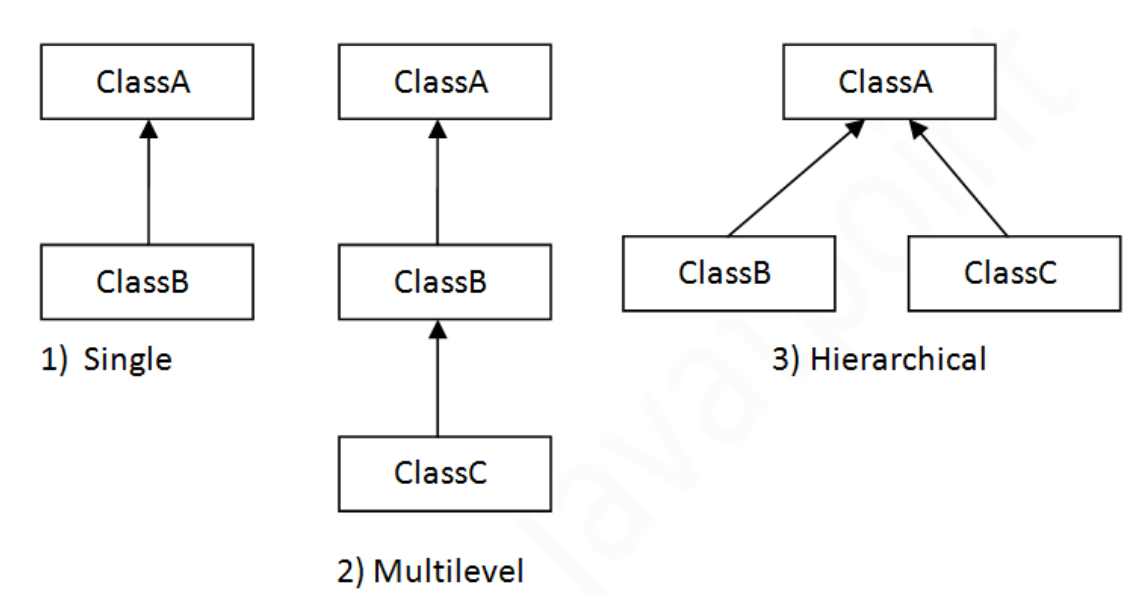 ClassA
ClassB
1) Single
ClassA
ClassB
ClassC
2) Multilevel
ClassA
ClassB
ClassC
3) Hierarchical